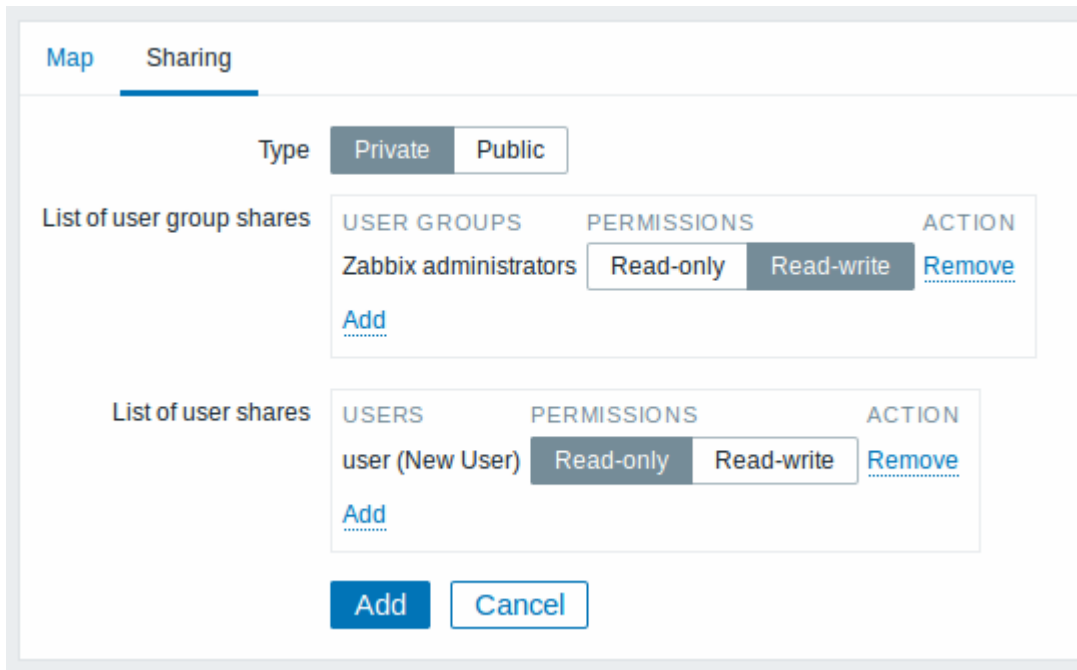 Map Sharing
Type Private Public
List of user group shares USER GROUPS PERMISSIONS ACTION
Zabbix administrators Read-only Read-write Remove
Add
List of user shares USERS PERMISSIONS ACTION
user (New User) Read-only Read-write Remove
Add
Add Cancel